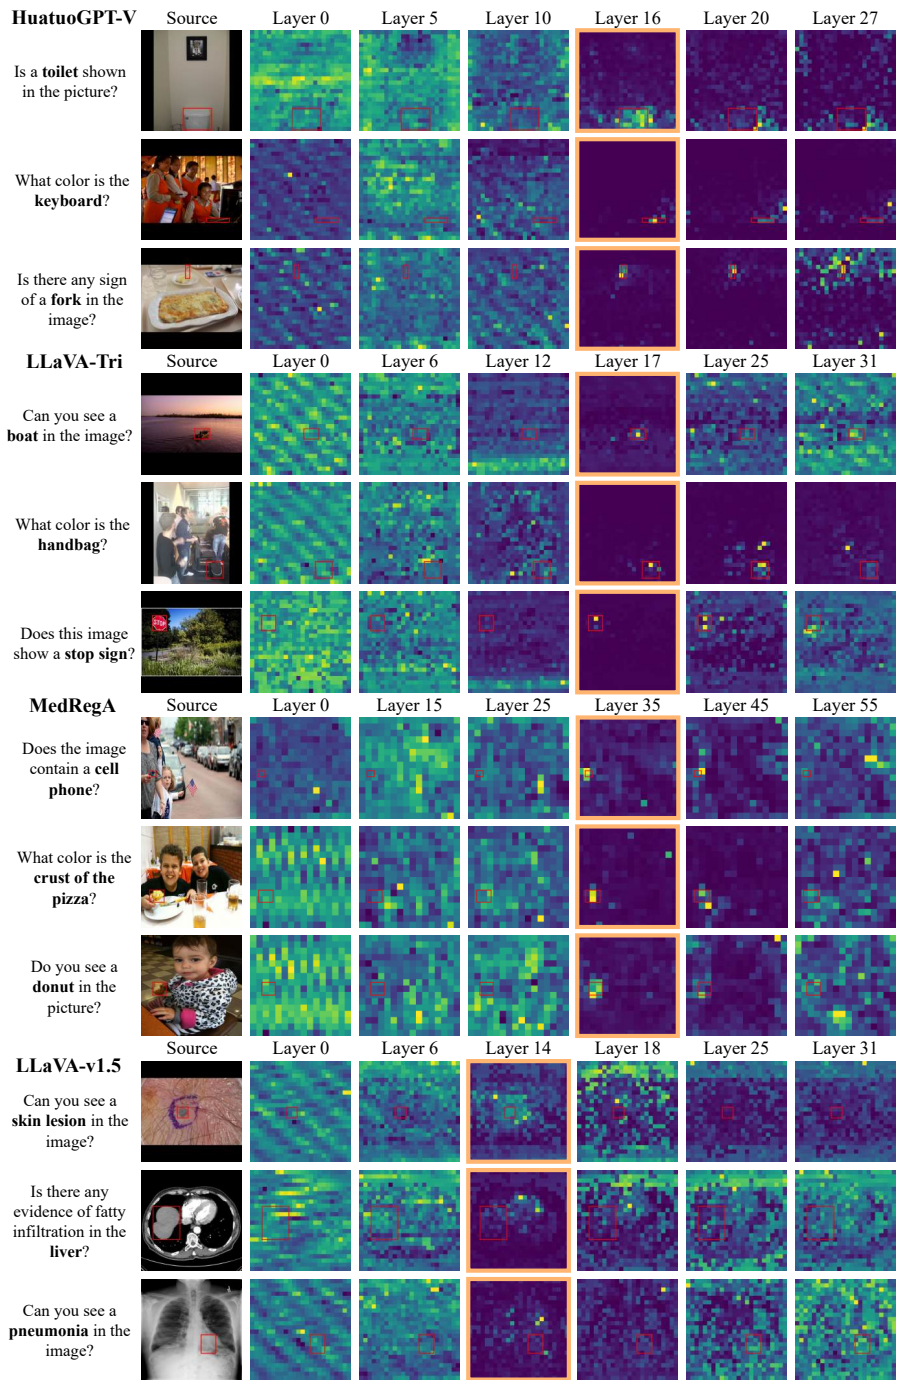 HuatuoGPT-V Source Layer 0 Layer 5 Layer 10 Layer 16 Layer 20 Layer 27
Is a toilet shown
in the picture?
What color is the
keyboard?
Is there any sign
of a fork in the
image?
LLaVA-Tri Source Layer 0 Layer 6 Layer 12 Layer 17 Layer 25 Layer 31
Can you see a
boat in the image?
What color is the
handbag?
Does this image
show a stop sign?
STOP
MedRegA Source Layer 0 Layer 15 Layer 25 Layer 35 Layer 45 Layer 55
Does the image
contain a cell
phone?
What color is the
crust of the
pizza?
Do you see a
donut in the
picture?
Source Layer 0 Layer 6 Layer 14 Layer 18 Layer 25 Layer 31
LLaVA-v1.5
Can you see a
skin lesion in the
image?
Is there any
evidence of fatty
infiltration in the
liver?
Can you see a
pneumonia in the
image?